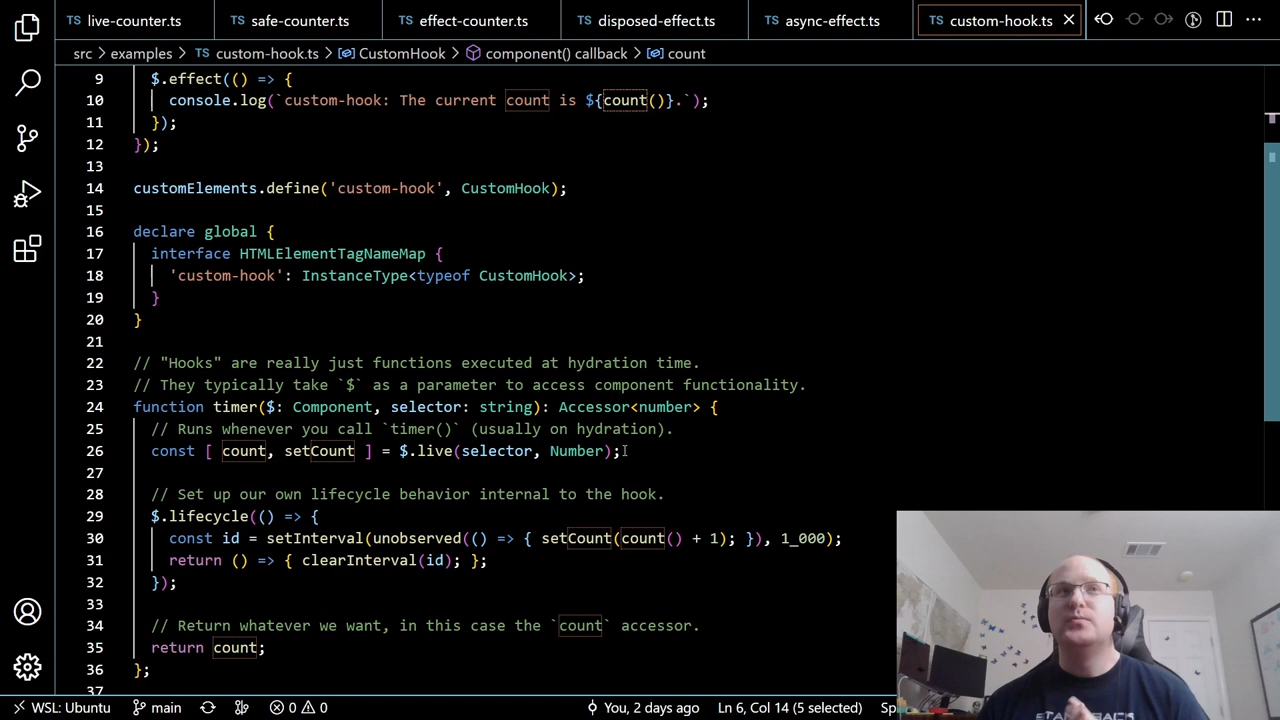 TS live-counter.ts TS safe-counter.ts TS effect-counter.ts TS disposed-effect.ts TS async-effect.ts TS custom-hook.ts
src > examples > TS custom-hook.ts > CustomHook > component() callback > count
9 $.effect(() => {
10 console.log(`custom-hook: The current count is ${count()}.`);
11 });
12 });
13
14 customElements.define('custom-hook', CustomHook);
15
16 declare global {
17 interface HTMLElementTagNameMap {
18 'custom-hook': InstanceType<typeof CustomHook>;
19 }
20 }
21
22 // "Hooks" are really just functions executed at hydration time.
23 // They typically take `$` as a parameter to access component functionality.
24 function timer($: Component, selector: string): Accessor<number> {
25 // Runs whenever you call `timer()` (usually on hydration).
26 const [ count, setCount ] = $.live(selector, Number);
27
28 // Set up our own lifecycle behavior internal to the hook.
29 $.lifecycle(() => {
30 const id = setInterval(unobserved(() => { setCount(count() + 1); }), 1_000);
31 return () => { clearInterval(id); };
32 });
33
34 // Return whatever we want, in this case the `count` accessor.
35 return count;
36 };
37
WSL: Ubuntu main 0 0 You, 2 days ago Ln 6, Col 14 (5 selected)